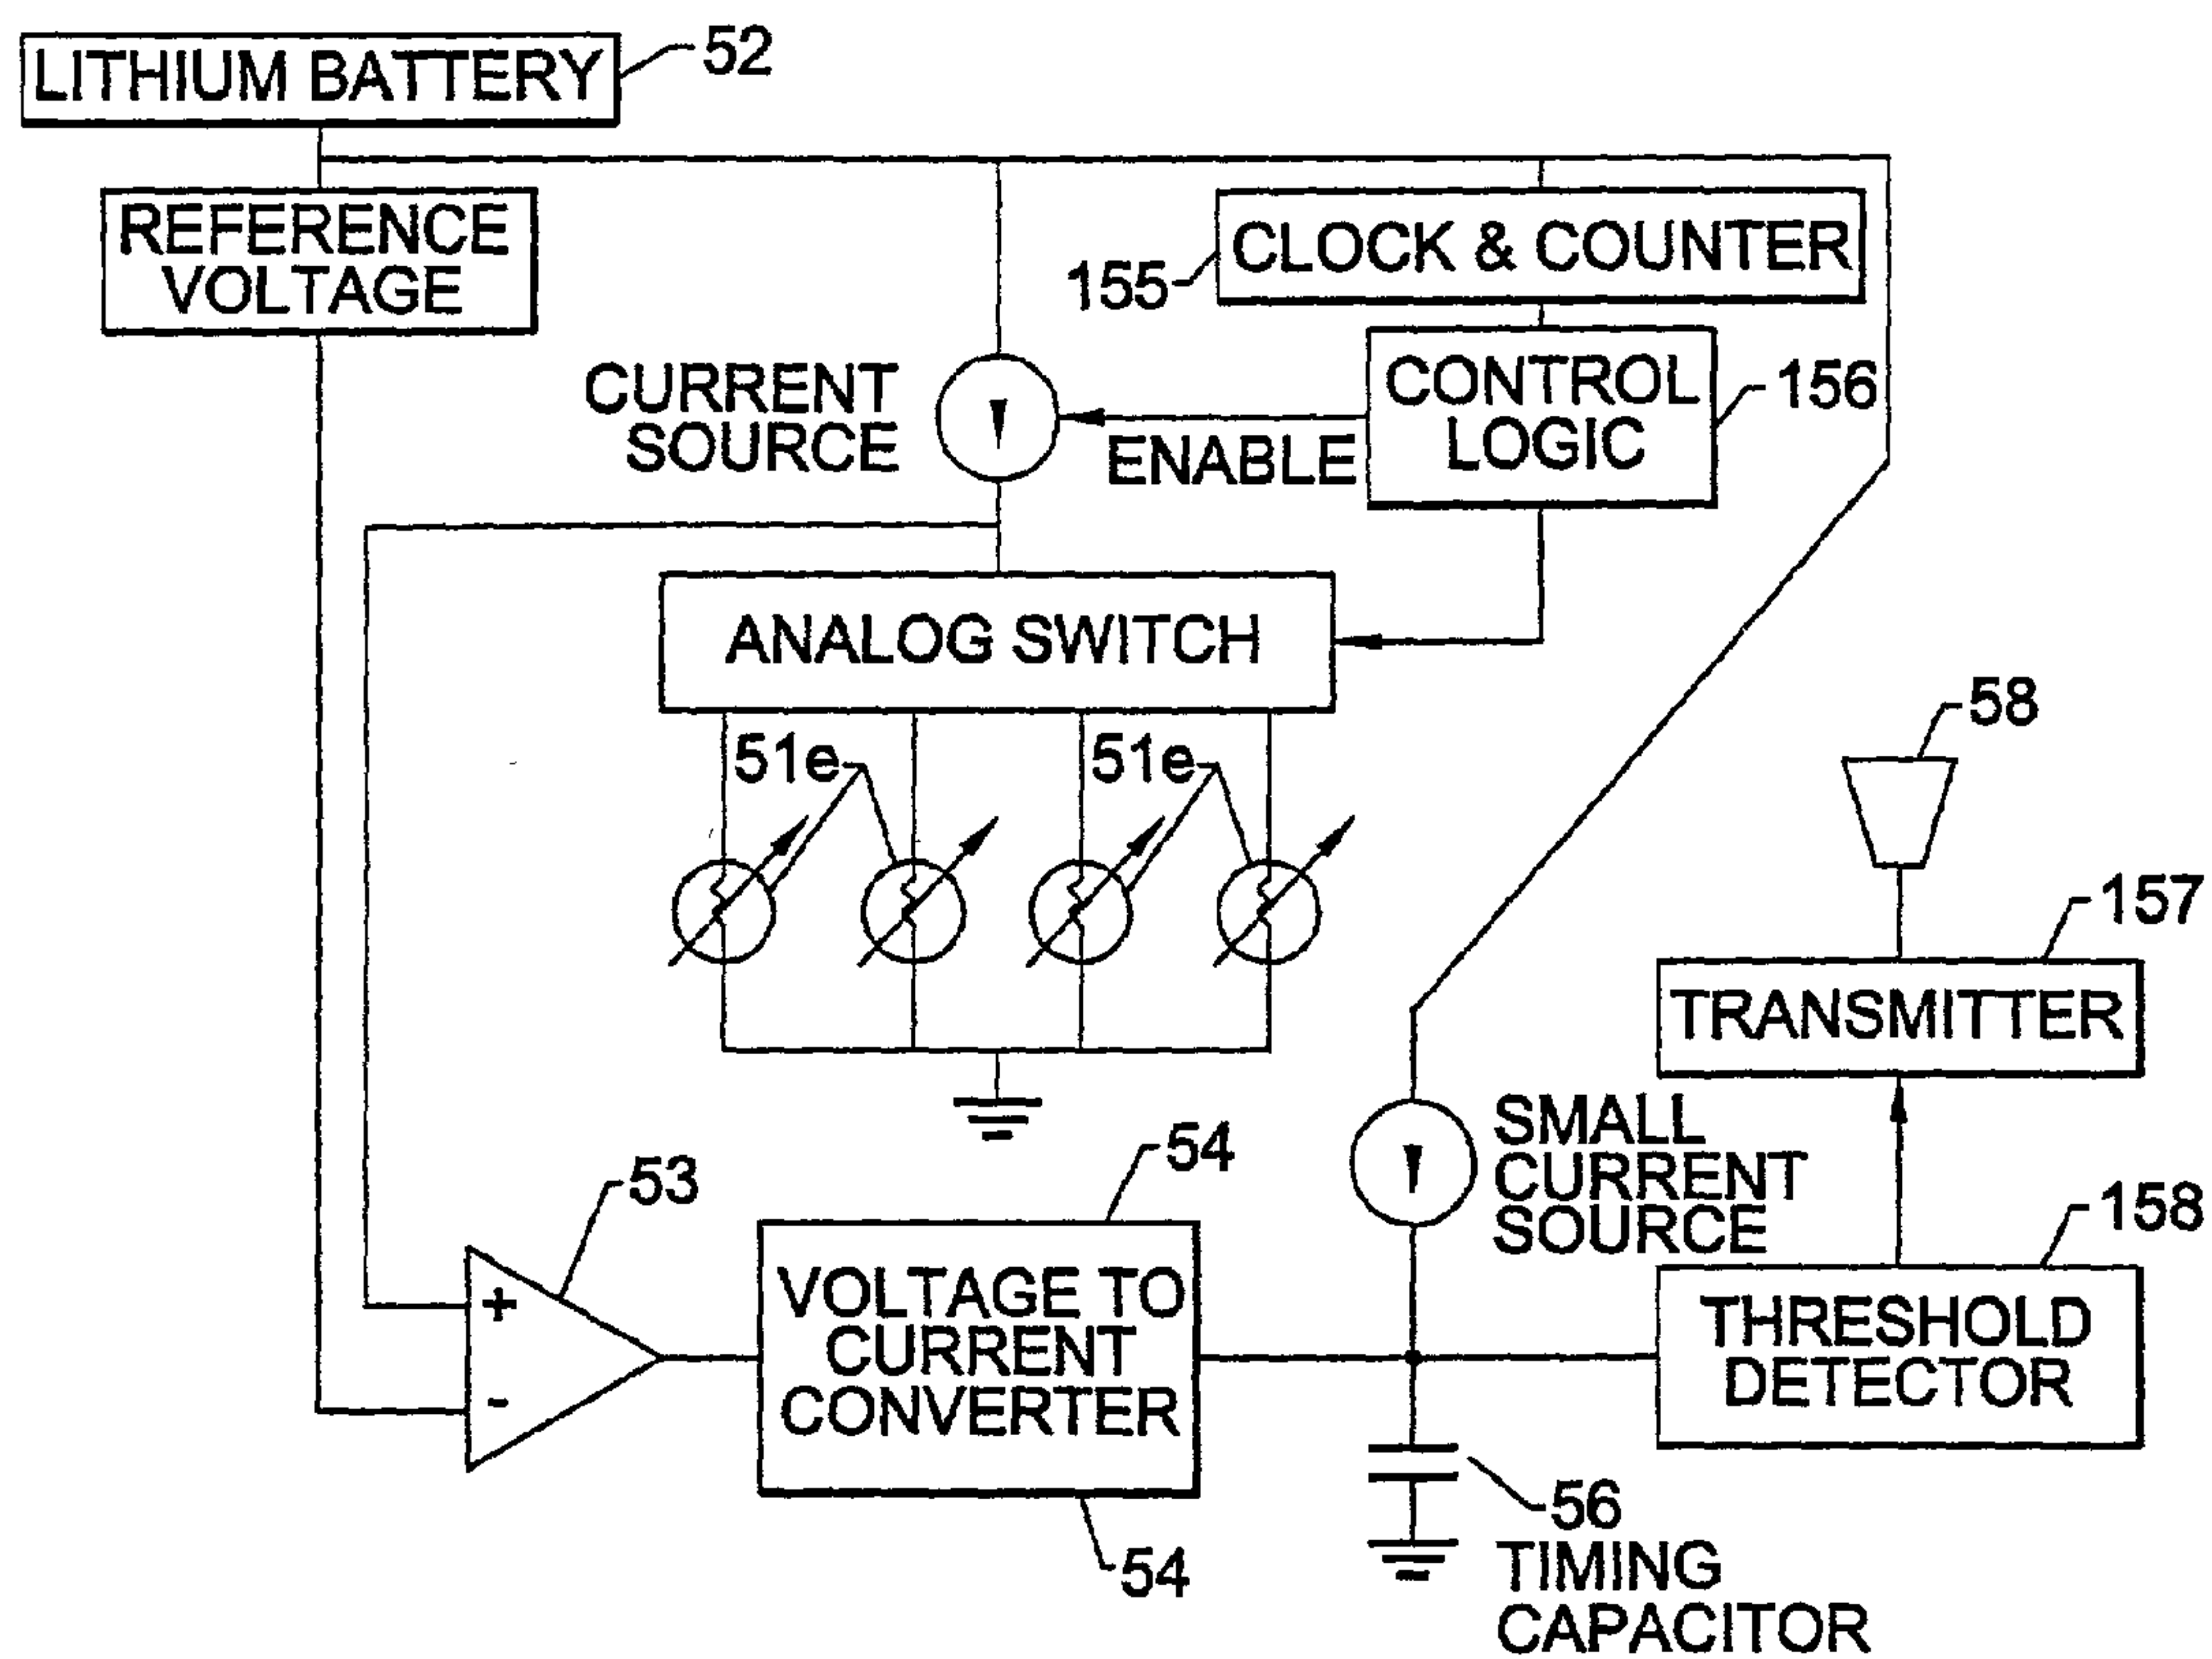 LITHIUM BATTERY
52
REFERENCE
VOLTAGE
CLOCK & COUNTER
155
CURRENT
SOURCE
ENABLE
CONTROL
LOGIC
156
ANALOG SWITCH
51e
51e
58
157
TRANSMITTER
SMALL
CURRENT
SOURCE
158
THRESHOLD
DETECTOR
53
+
-
54
VOLTAGE TO
CURRENT
CONVERTER
54
56
TIMING
CAPACITOR